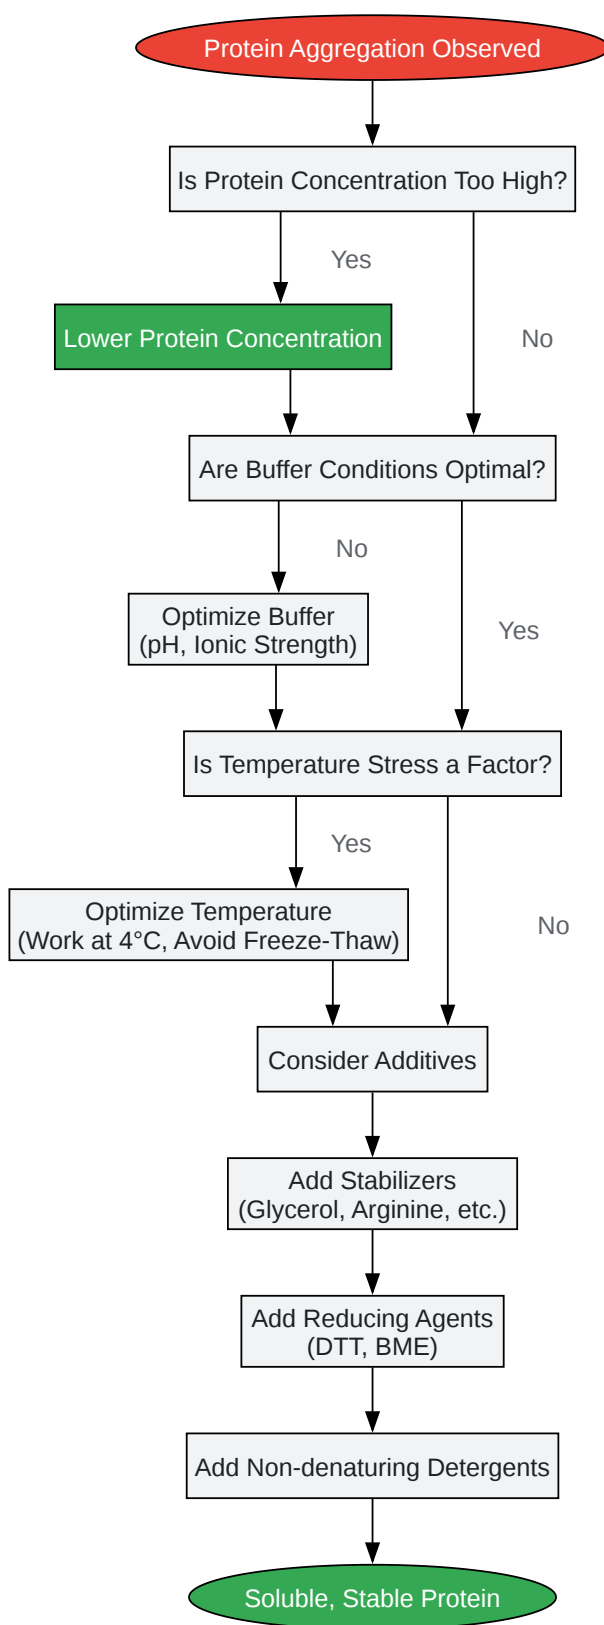 Protein Aggregation Observed
Is Protein Concentration Too High?
Yes
Lower Protein Concentration
No
Are Buffer Conditions Optimal?
No
Optimize Buffer
(pH, Ionic Strength)
Yes
Is Temperature Stress a Factor?
Yes
Optimize Temperature
(Work at 4°C, Avoid Freeze-Thaw)
No
Consider Additives
Add Stabilizers
(Glycerol, Arginine, etc.)
Add Reducing Agents
(DTT, BME)
Add Non-denaturing Detergents
Soluble, Stable Protein